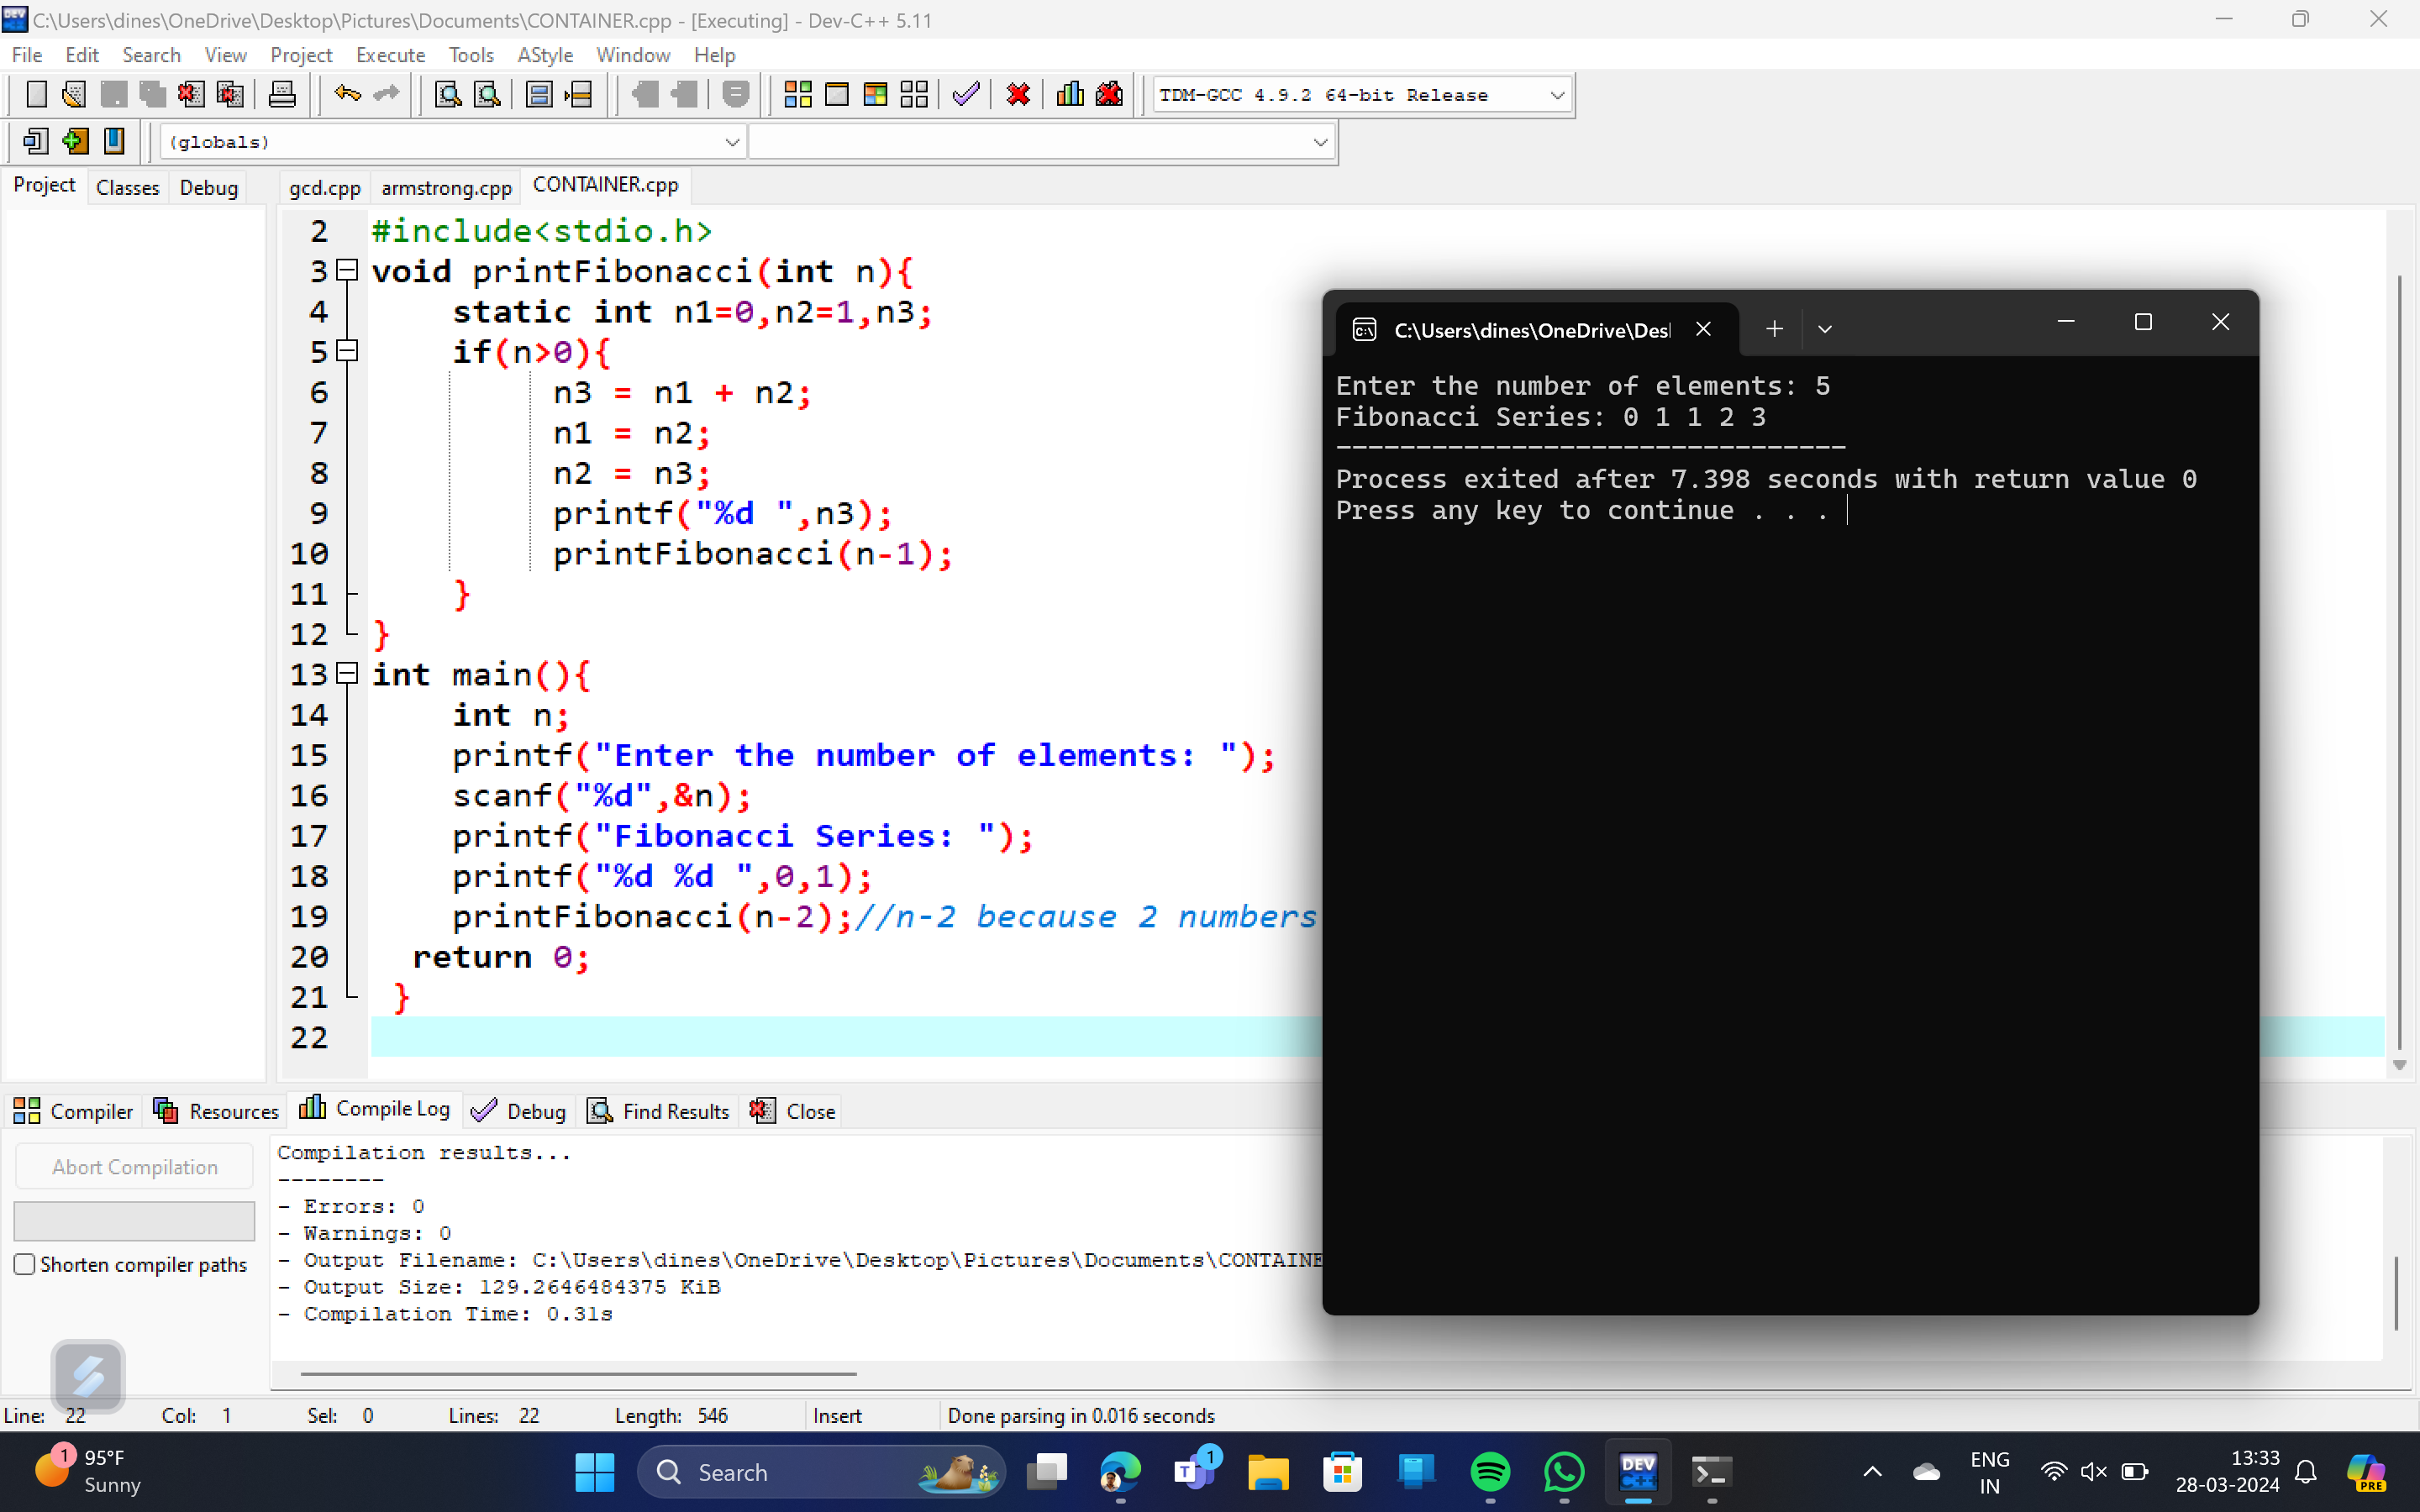 C:\Users\dines\OneDrive\Desktop\Pictures\Documents\CONTAINER.cpp - [Executing] - Dev-C++ 5.11
File Edit Search View Project Execute Tools AStyle Window Help
TDM-GCC 4.9.2 64-bit Release
(globals)
Project Classes Debug gcd.cpp armstrong.cpp CONTAINER.cpp
2 #include<stdio.h>
3 void printFibonacci(int n){
4 static int n1=0,n2=1,n3;
5 if(n>0){
6 n3 = n1 + n2;
7 n1 = n2;
8 n2 = n3;
9 printf("%d ",n3);
10 printFibonacci(n-1);
11 }
12 }
13 int main(){
14 int n;
15 printf("Enter the number of elements: ");
16 scanf("%d",&n);
17 printf("Fibonacci Series: ");
18 printf("%d %d ",0,1);
19 printFibonacci(n-2);//n-2 because 2 numbers
20 return 0;
21 }
22
C:\Users\dines\OneDrive\Des
Enter the number of elements: 5
Fibonacci Series: 0 1 1 2 3
--------------------------------
Process exited after 7.398 seconds with return value 0
Press any key to continue . . .
Compiler Resources Compile Log Debug Find Results Close
Abort Compilation
Shorten compiler paths
Compilation results...
--------
- Errors: 0
- Warnings: 0
- Output Filename: C:\Users\dines\OneDrive\Desktop\Pictures\Documents\CONTAINE
- Output Size: 129.2646484375 KiB
- Compilation Time: 0.31s
Line: 22 Col: 1 Sel: 0 Lines: 22 Length: 546 Insert Done parsing in 0.016 seconds
1 95°F
Sunny
Search
T 1
DEV C++
ENG
IN
13:33
28-03-2024
PRE